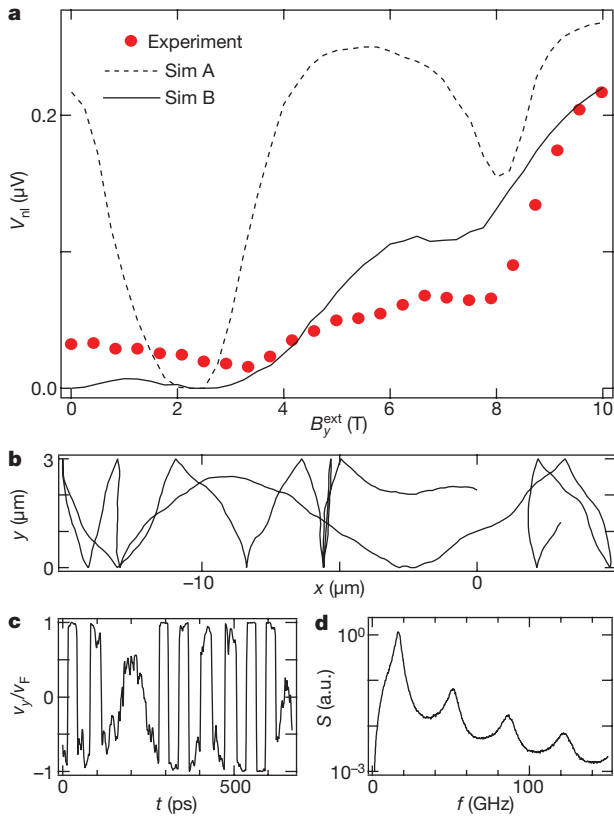 a
Experiment
Sim A
Sim B
0.2
0.0
V_nl (μV)
0 2 4 6 8 10
B_y^ext (T)
b
3
0
y (μm)
−10 0
x (μm)
c
1
0
−1
v_y/v_F
0 500
t (ps)
d
10^0
10^−3
S (a.u.)
0 100
f (GHz)